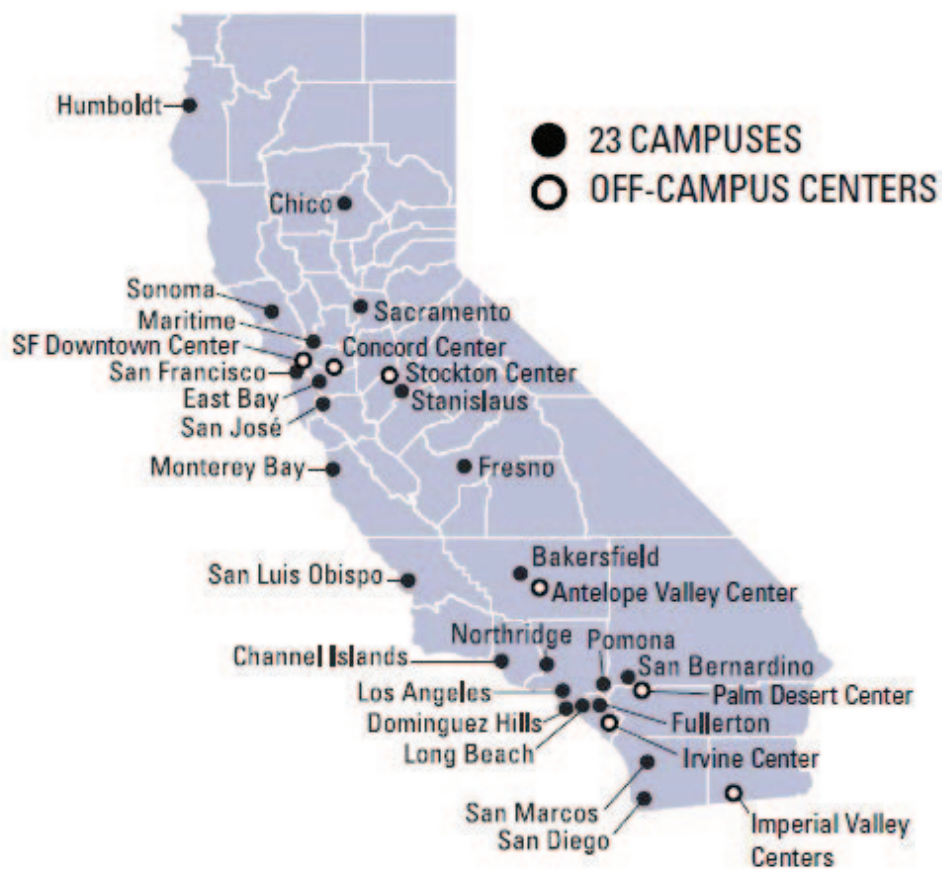 Humboldt
23 CAMPUSES
OFF-CAMPUS CENTERS
Chico
Sonoma
Sacramento
Maritime
SF Downtown Center
Concord Center
San Francisco
Stockton Center
East Bay
Stanislaus
San José
Monterey Bay
Fresno
Bakersfield
San Luis Obispo
Antelope Valley Center
Northridge
Pomona
Channel Islands
San Bernardino
Los Angeles
Palm Desert Center
Dominguez Hills
Fullerton
Long Beach
Irvine Center
San Marcos
San Diego
Imperial Valley
Centers